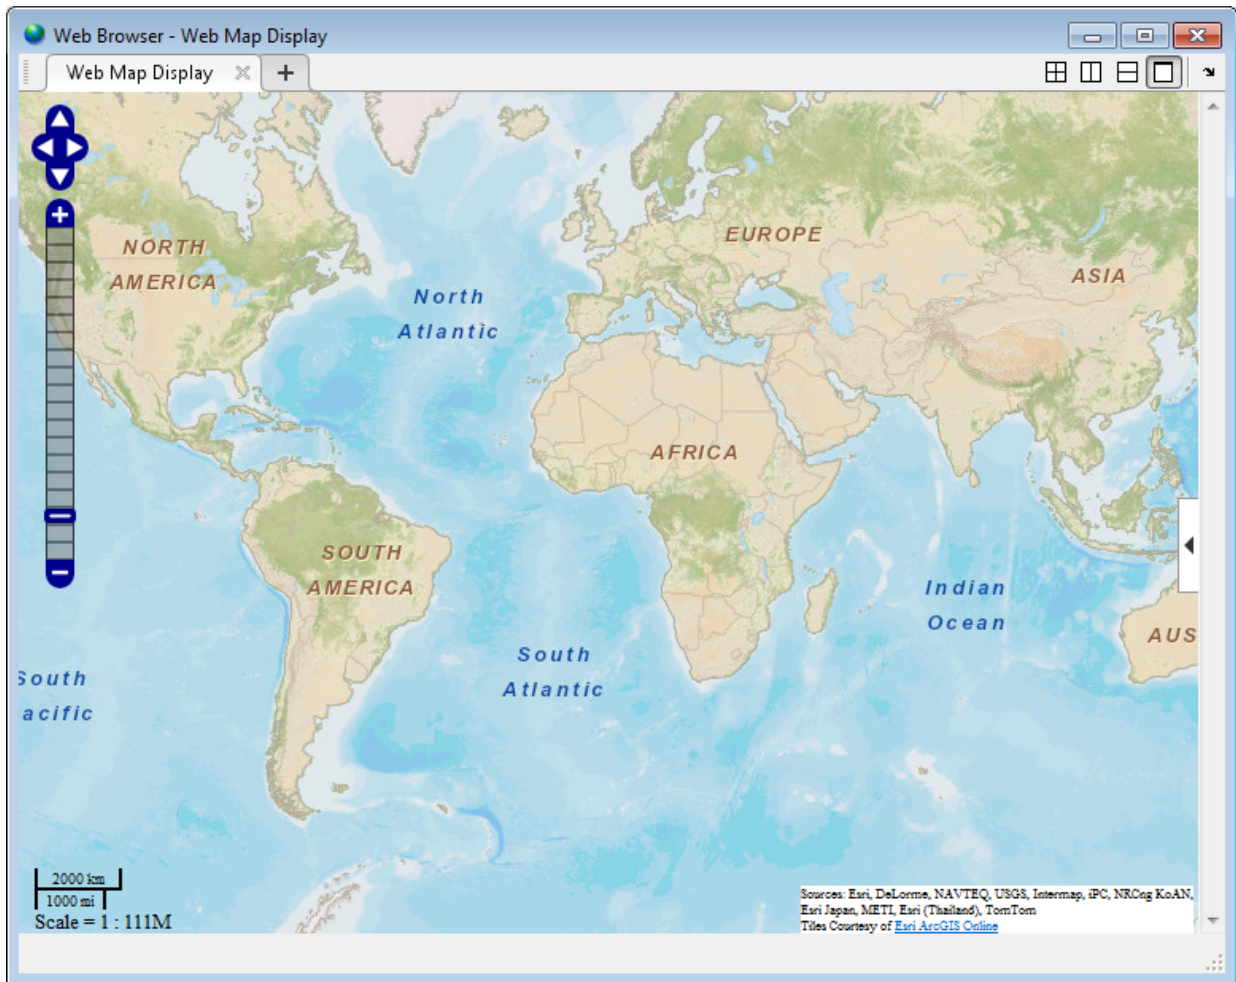 Web Browser - Web Map Display
Web Map Display
NORTH
AMERICA
North
Atlantic
EUROPE
ASIA
AFRICA
SOUTH
AMERICA
Indian
Ocean
AUS
South
Atlantic
South
acific
2000 km
1000 mi
Scale = 1 : 111M
Sources: Esri, DeLorme, NAVTEQ, USGS, Intermap, iPC, NRCng KoAN,
Esri Japan, METI, Esri (Thailand), TomTom
Tiles Courtesy of Esri ArcGIS Online